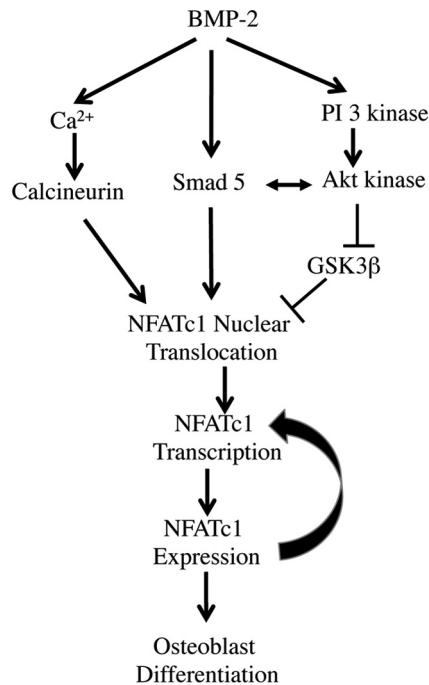 BMP-2
Ca²⁺
PI 3 kinase
Calcineurin
Smad 5
Akt kinase
GSK3β
NFATc1 Nuclear
Translocation
NFATc1
Transcription
NFATc1
Expression
Osteoblast
Differentiation